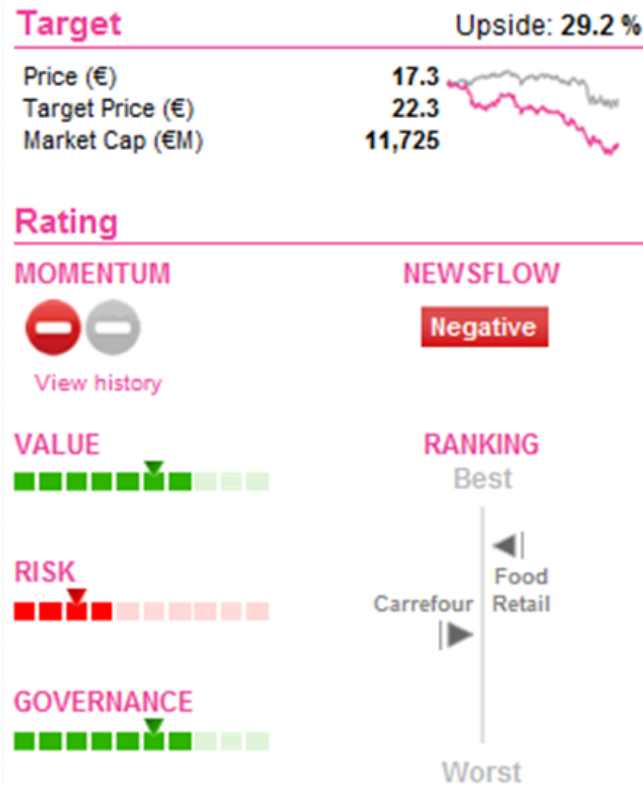 Target Upside: 29.2 %
Price (€) 17.3
Target Price (€) 22.3
Market Cap (€M) 11,725
Rating
MOMENTUM NEWSFLOW
Negative
View history
VALUE RANKING
Best
RISK
Food
Carrefour Retail
GOVERNANCE
Worst